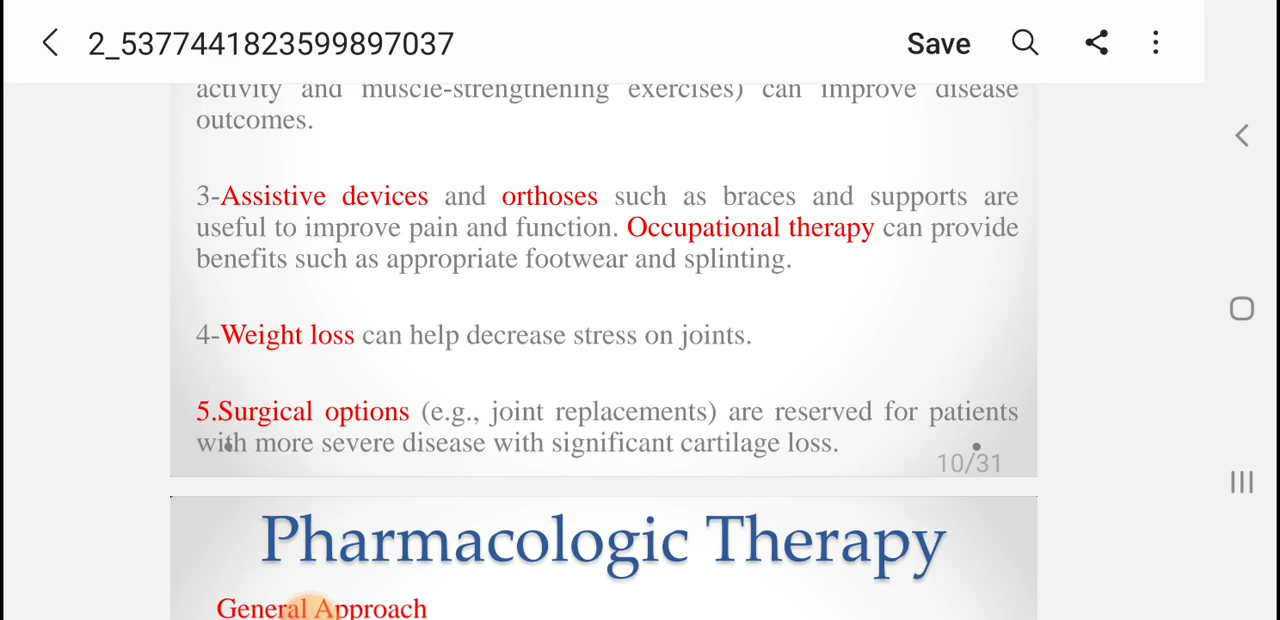 2_5377441823599897037
Save
activity and muscle-strengthening exercises) can improve disease
outcomes.
3-Assistive devices and orthoses such as braces and supports are
useful to improve pain and function. Occupational therapy can provide
benefits such as appropriate footwear and splinting.
4-Weight loss can help decrease stress on joints.
5.Surgical options (e.g., joint replacements) are reserved for patients
with more severe disease with significant cartilage loss.
10/31
Pharmacologic Therapy
General Approach